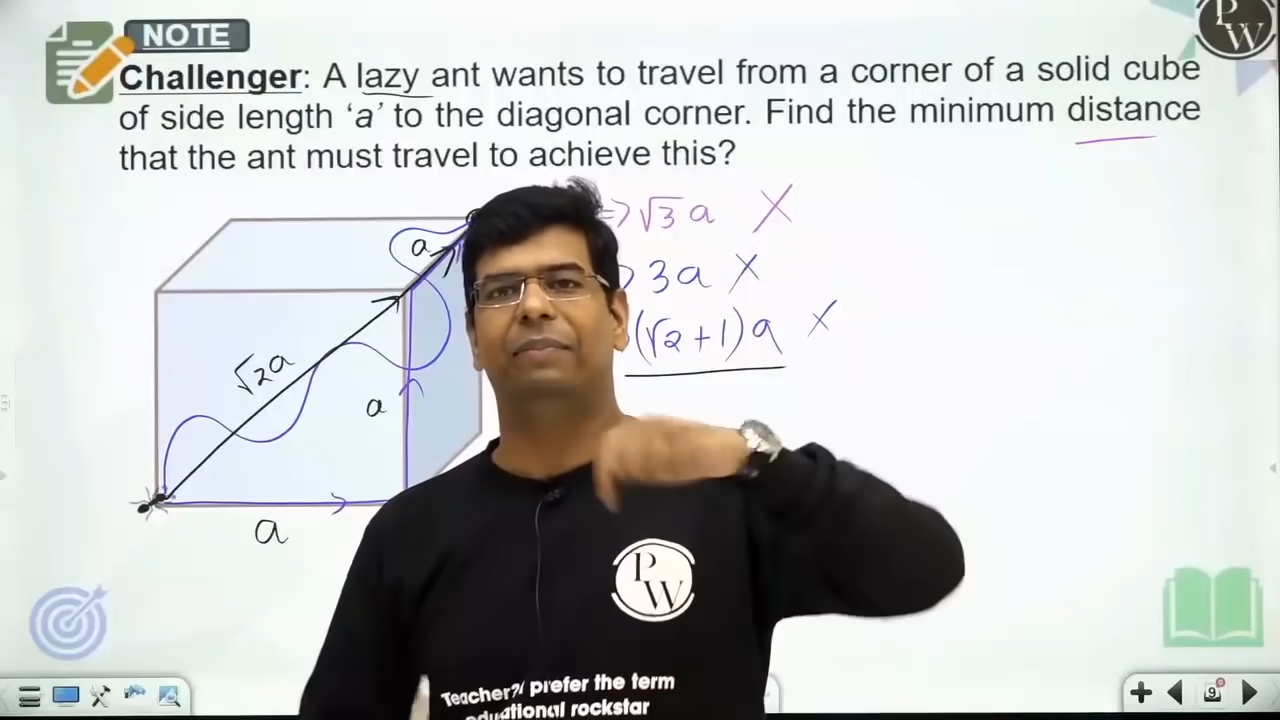 NOTE
P
W
Challenger: A lazy ant wants to travel from a corner of a solid cube
of side length ‘a’ to the diagonal corner. Find the minimum distance
that the ant must travel to achieve this?
⇒ √3 a X
3a X
(√2 + 1) a X
a
√2a
a
a
P
W
Teacher? I prefer the term
educational rockstar
9